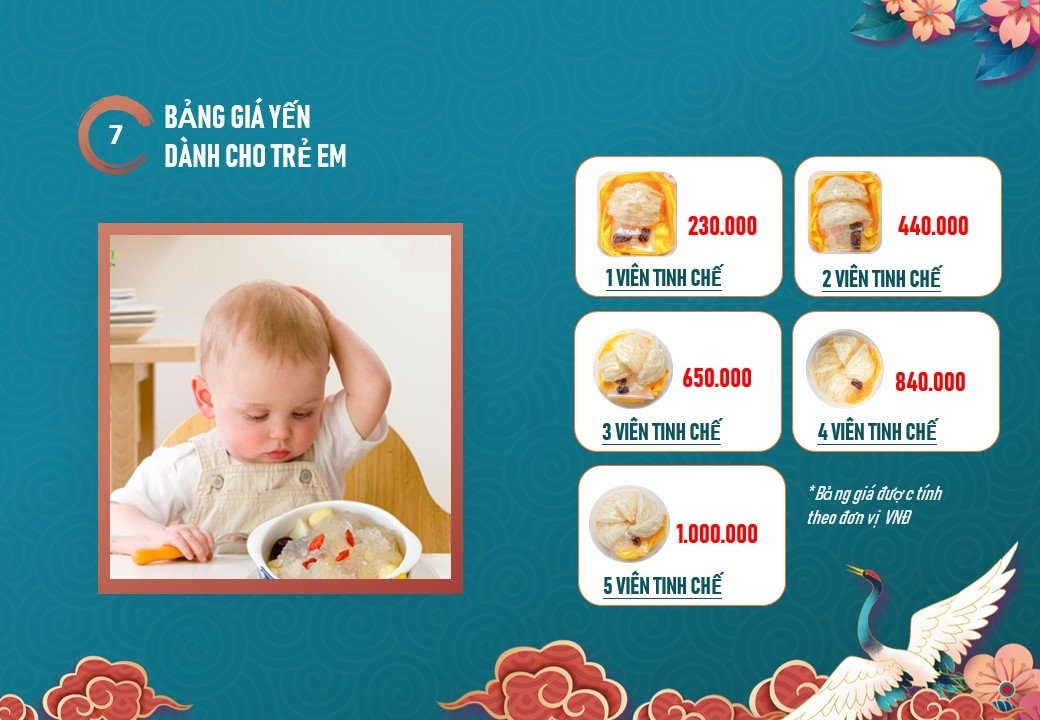 7
BẢNG GIÁ YẾN
DÀNH CHO TRẺ EM
230.000
1 VIÊN TINH CHẾ
440.000
2 VIÊN TINH CHẾ
650.000
3 VIÊN TINH CHẾ
840.000
4 VIÊN TINH CHẾ
1.000.000
5 VIÊN TINH CHẾ
*Bảng giá được tính
theo đơn vị VNĐ